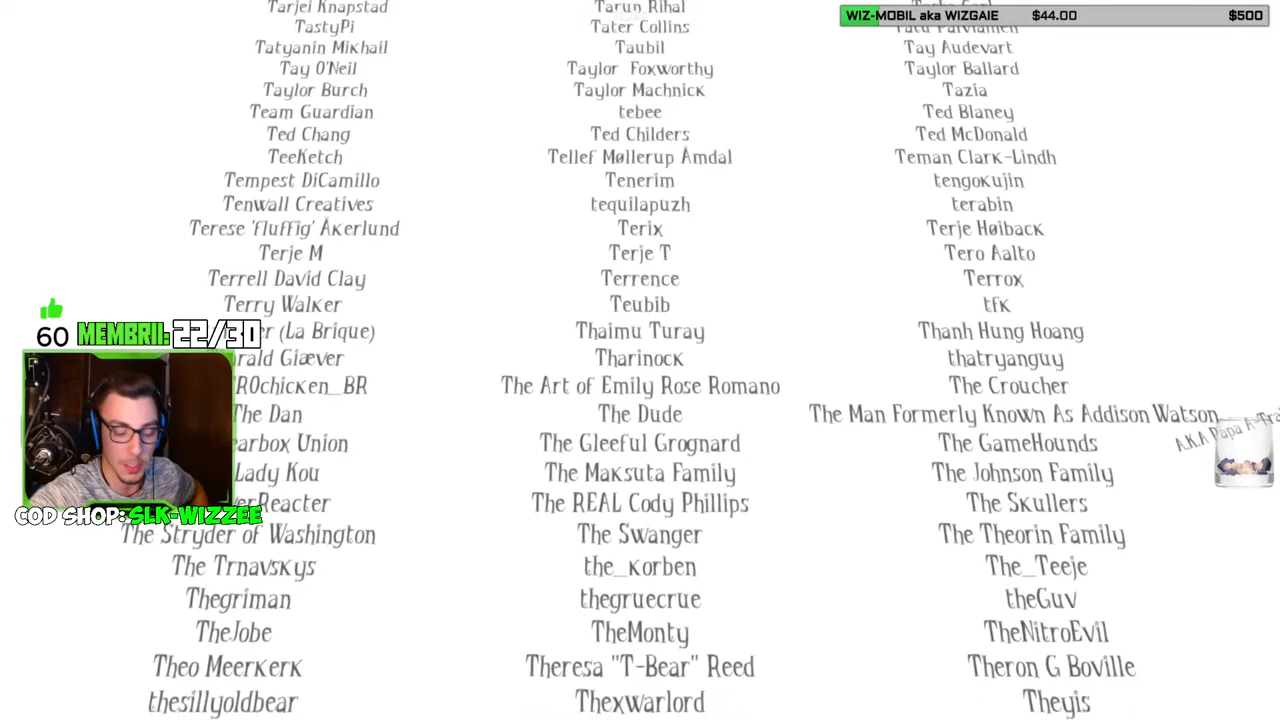 Tarjei Knapstad Tarun Rihal
WIZ-MOBIL aka WIZGAIE $44.00 $500
TastyPi Tater Collins
Tatyanin Mikhail Taubil Tay Audevart
Tay O'Neil Taylor Foxworthy Taylor Ballard
Taylor Burch Taylor Machnick Tazia
Team Guardian tebee Ted Blaney
Ted Chang Ted Childers Ted McDonald
TeeKetch Tellef Møllerup Åmdal Teman Clark-Lindh
Tempest DiCamillo Tenerim tengokujin
Tenwall Creatives tequilapuzh terabin
Terese 'fluffig' Åkerlund Terix Terje Høiback
Terje M Terje T Tero Aalto
Terrell David Clay Terrence Terrox
Terry Walker Teubib tfk
60 MEMBRII: 22/30 (La Brique) Thaimu Turay Thanh Hung Hoang
Giæver Tharinock thatryanguy
R0chicken_BR The Art of Emily Rose Romano The Croucher
The Dan The Dude The Man Formerly Known As Addison Watson
A.K.A Papa A-Trai
Union The Gleeful Grognard The GameHounds
Lady Kou The Maksuta Family The Johnson Family
erReacter The REAL Cody Phillips The Skullers
COD SHOP: SLK-WIZZEE
The Stryder of Washington The Swanger The Theorin Family
The Trnavskys the_korben The_Teeje
Thegriman thegruecrue theGuv
TheJobe TheMonty TheNitroEvil
Theo Meerkerk Theresa "T-Bear" Reed Theron G Boville
thesillyoldbear Thexwarlord Theyis